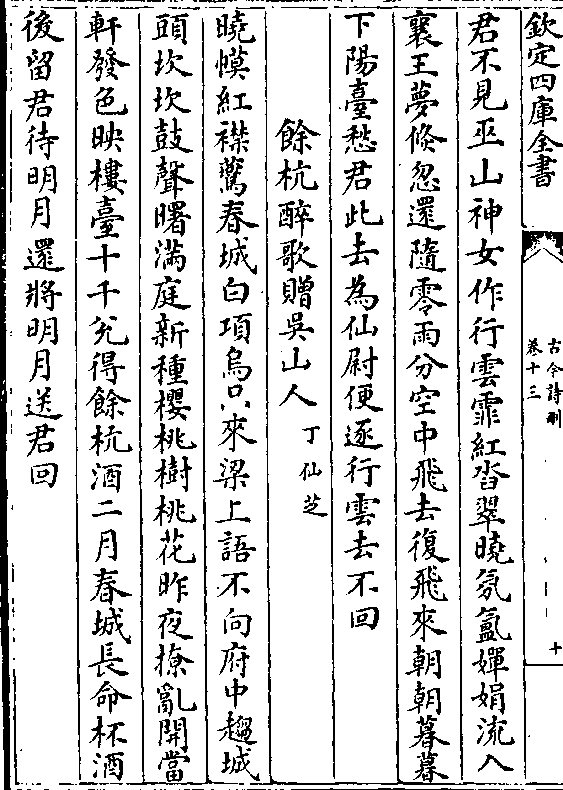 欽定四庫全書
古今詩刪
卷十三
十
君不見巫山神女作行雲霏紅沓翠曉氛氳嬋娟流入
襄王夢倐忽還隨零雨分空中飛去復飛來朝朝暮暮
下陽臺愁君此去為仙尉便逐行雲去不回
餘杭醉歌贈吳山人
丁仙芝
曉幙紅襟鷰春城白項烏只來梁上語不向府中趨城
頭坎坎鼓聲曙滿庭新種櫻桃樹桃花昨夜撩亂開當
軒發色映樓臺十千兊得餘杭酒二月春城長命杯酒
後留君待明月還將明月送君回